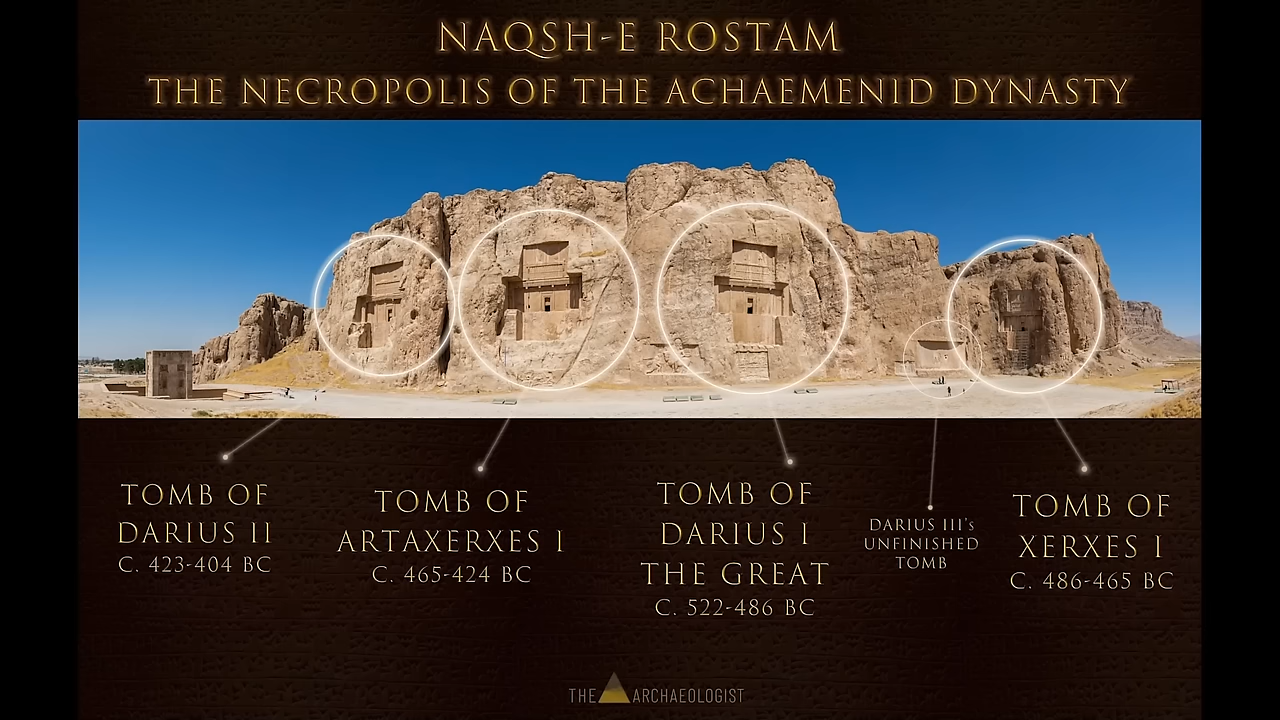 NAQSH-E ROSTAM
THE NECROPOLIS OF THE ACHAEMENID DYNASTY
TOMB OF
DARIUS II
C. 423-404 BC
TOMB OF
ARTAXERXES I
C. 465-424 BC
TOMB OF
DARIUS I
THE GREAT
C. 522-486 BC
DARIUS III's
UNFINISHED
TOMB
TOMB OF
XERXES I
C. 486-465 BC
THE ARCHAEOLOGIST